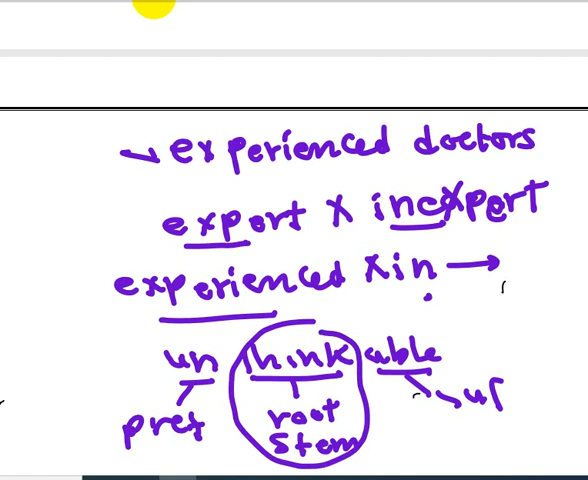 experienced doctors
expert X inexpert
experienced X in →
un think able
pref root suf
stem